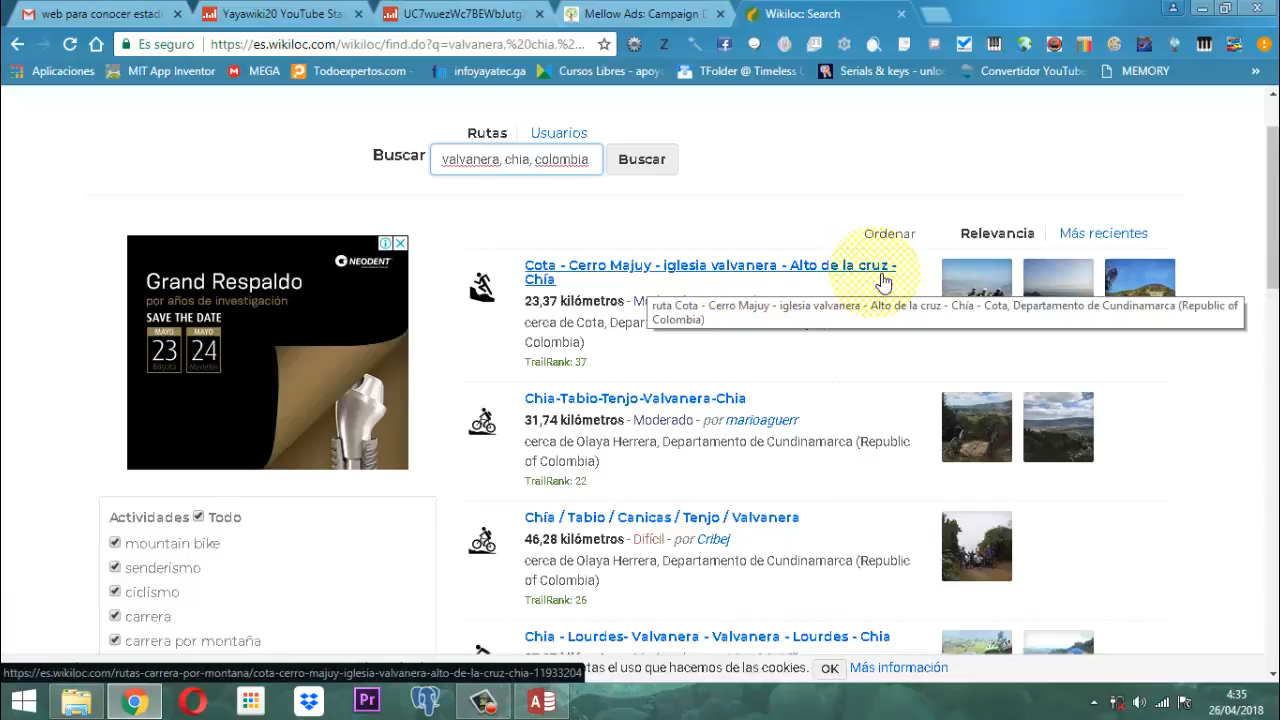 web para conocer estadi
Yayawiki20 YouTube Sta
UC7wuezWc7BEWbJutgl
Mellow Ads: Campaign D
Wikiloc: Search
Es seguro
https://es.wikiloc.com/wikiloc/find.do?q=valvanera,%20chia,%2...
Aplicaciones
MIT App Inventor
MEGA
Todoexpertos.com -
infoyayatec.ga
Cursos Libres - apoy
TFolder @ Timeless
Serials & keys - unlo
Convertidor YouTube
MEMORY
»
Rutas
Usuarios
Buscar
valvanera, chia, colombia
Buscar
Ordenar
Relevancia
Más recientes
NEODENT
Grand Respaldo
por años de investigación
SAVE THE DATE
MAYO
23
Bogotá
MAYO
24
Medellín
Cota - Cerro Majuy - iglesia valvanera - Alto de la cruz -
Chía
23,37 kilómetros - M
cerca de Cota, Depar
Colombia)
TrailRank: 37
ruta Cota - Cerro Majuy - iglesia valvanera - Alto de la cruz - Chía - Cota, Departamento de Cundinamarca (Republic of
Colombia)
Chia-Tabio-Tenjo-Valvanera-Chia
31,74 kilómetros - Moderado - por marioaguerr
cerca de Olaya Herrera, Departamento de Cundinamarca (Republic
of Colombia)
TrailRank: 22
Chía / Tabio / Canicas / Tenjo / Valvanera
46,28 kilómetros - Difícil - por Cribej
cerca de Olaya Herrera, Departamento de Cundinamarca (Republic
of Colombia)
TrailRank: 26
Chia - Lourdes- Valvanera - Valvanera - Lourdes - Chia
Actividades Todo
mountain bike
senderismo
ciclismo
carrera
carrera por montaña
tas el uso que hacemos de las cookies.
OK
Más información
https://es.wikiloc.com/rutas-carrera-por-montana/cota-cerro-majuy-iglesia-valvanera-alto-de-la-cruz-chia-11933204
Pr
4:35
26/04/2018